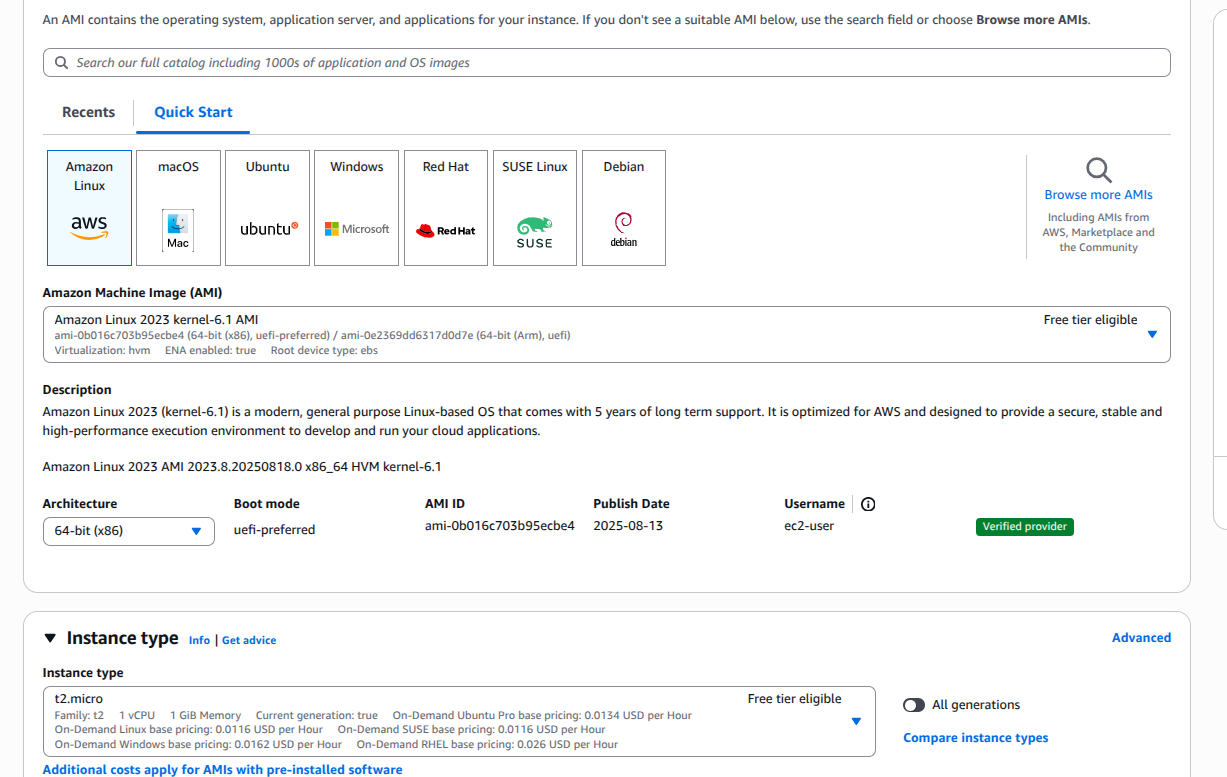 An AMI contains the operating system, application server, and applications for your instance. If you don't see a suitable AMI below, use the search field or choose Browse more AMIs.
Search our full catalog including 1000s of application and OS images
Recents
Quick Start
Amazon
Linux
aws
macOS
Mac
Ubuntu
ubuntu
Windows
Microsoft
Red Hat
Red Hat
SUSE Linux
SUSE
Debian
debian
Browse more AMIs
Including AMIs from
AWS, Marketplace and
the Community
Amazon Machine Image (AMI)
Amazon Linux 2023 kernel-6.1 AMI
Free tier eligible
ami-0b016c703b95ecbe4 (64-bit (x86), uefi-preferred) / ami-0e2369dd6317d0d7e (64-bit (Arm), uefi)
Virtualization: hvm ENA enabled: true Root device type: ebs
Description
Amazon Linux 2023 (kernel-6.1) is a modern, general purpose Linux-based OS that comes with 5 years of long term support. It is optimized for AWS and designed to provide a secure, stable and
high-performance execution environment to develop and run your cloud applications.
Amazon Linux 2023 AMI 2023.8.20250818.0 x86_64 HVM kernel-6.1
Architecture
64-bit (x86)
Boot mode
uefi-preferred
AMI ID
ami-0b016c703b95ecbe4
Publish Date
2025-08-13
Username
ec2-user
Verified provider
Instance type Info | Get advice
Advanced
Instance type
t2.micro
Free tier eligible
Family: t2 1 vCPU 1 GiB Memory Current generation: true On-Demand Ubuntu Pro base pricing: 0.0134 USD per Hour
On-Demand Linux base pricing: 0.0116 USD per Hour On-Demand SUSE base pricing: 0.0116 USD per Hour
On-Demand Windows base pricing: 0.0162 USD per Hour On-Demand RHEL base pricing: 0.026 USD per Hour
All generations
Compare instance types
Additional costs apply for AMIs with pre-installed software